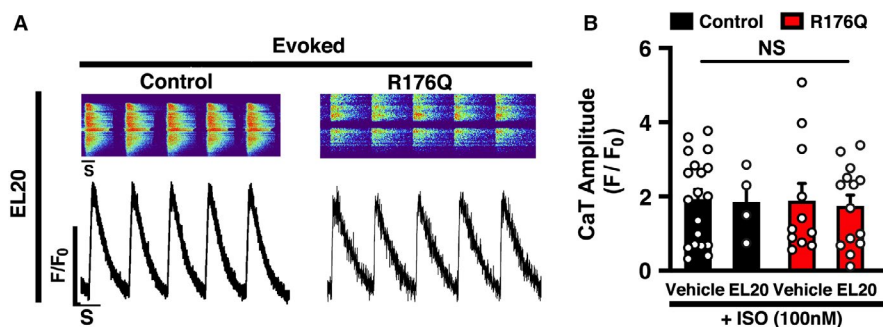 A
Evoked
Control
R176Q
EL20
S
F/F0
S
B
Control
R176Q
NS
CaT Amplitude
(F / F0)
6
4
2
0
Vehicle EL20 Vehicle EL20
+ ISO (100nM)